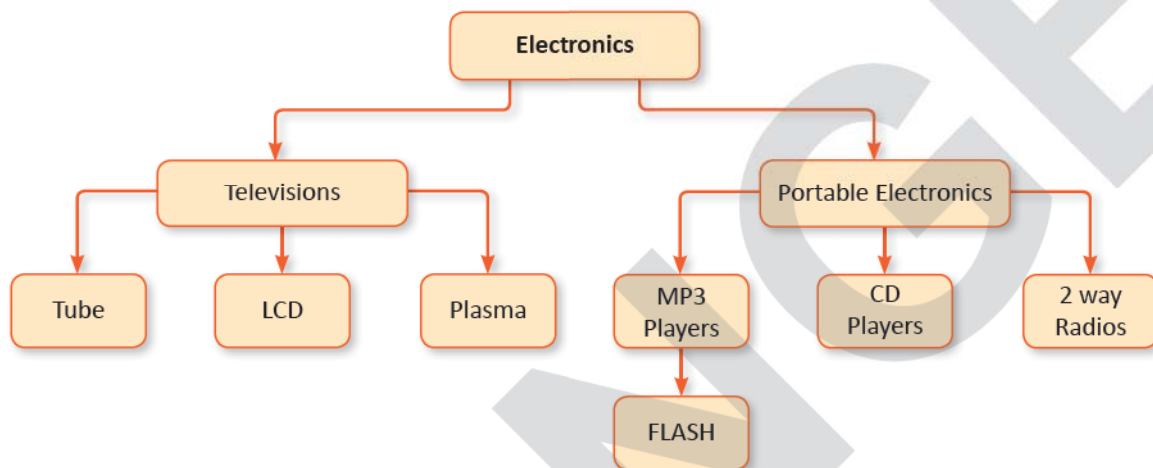 Electronics
Televisions
Portable Electronics
Tube
LCD
Plasma
MP3
Players
CD
Players
2 way
Radios
FLASH